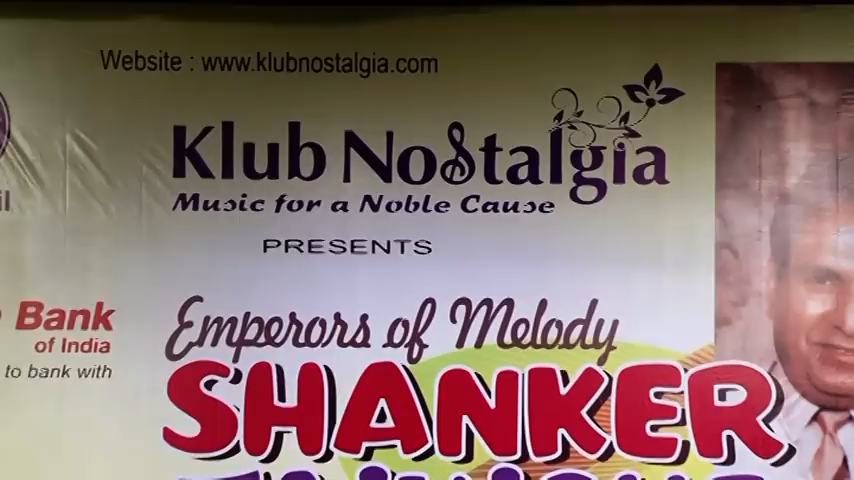 Website : www.klubnostalgia.com
Klub Nostalgia
Music for a Noble Cause
PRESENTS
Bank
of India
to bank with
Emperors of Melody
SHANKER